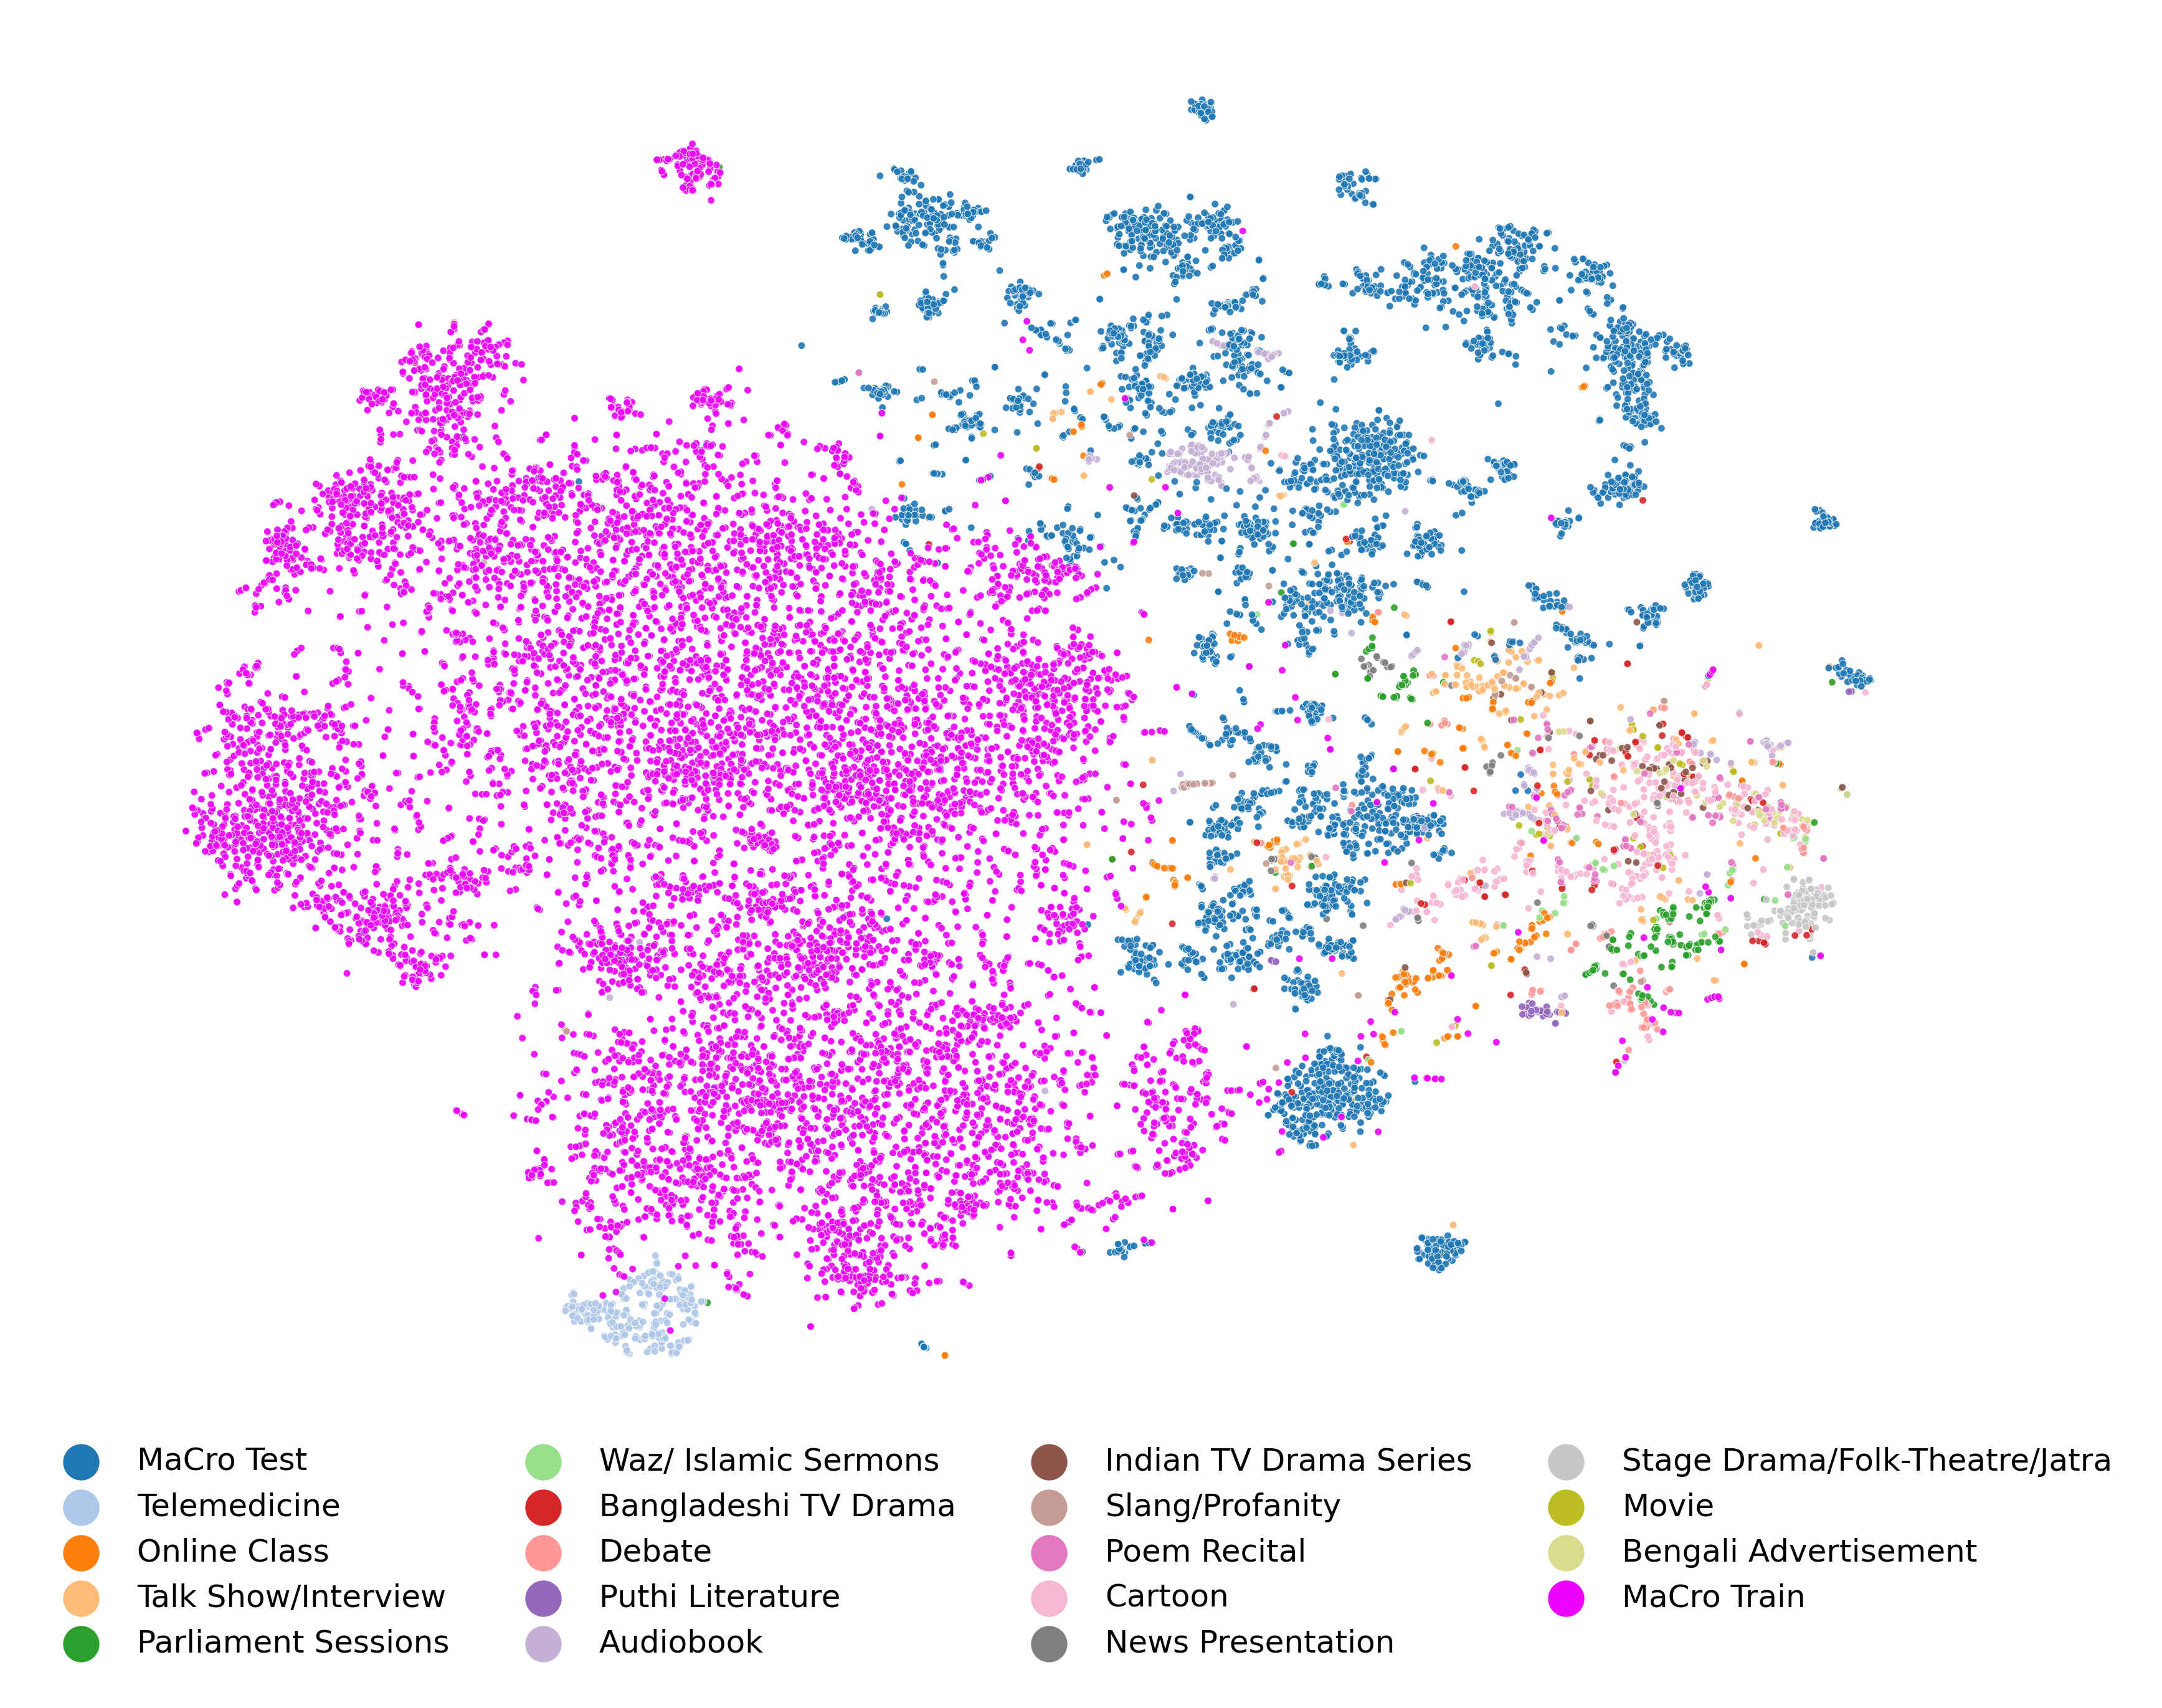 MaCro Test
Telemedicine
Online Class
Talk Show/Interview
Parliament Sessions
Waz/ Islamic Sermons
Bangladeshi TV Drama
Debate
Puthi Literature
Audiobook
Indian TV Drama Series
Slang/Profanity
Poem Recital
Cartoon
News Presentation
Stage Drama/Folk-Theatre/Jatra
Movie
Bengali Advertisement
MaCro Train